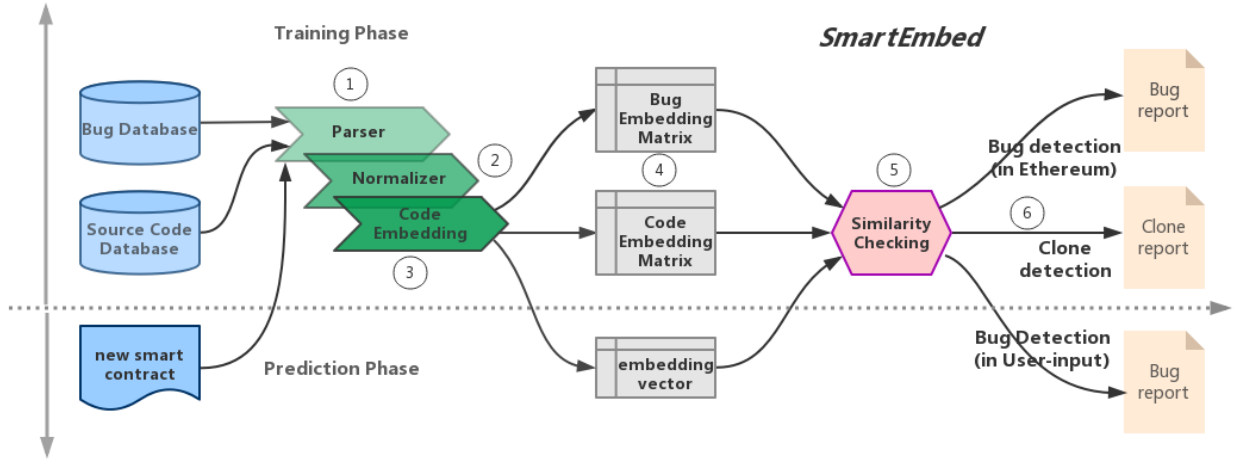 Training Phase
SmartEmbed
1
Bug Database
Parser
2
Normalizer
Source Code
Database
Code
Embedding
3
Bug
Embedding
Matrix
4
Code
Embedding
Matrix
5
Similarity
Checking
Bug
report
Bug detection
(in Ethereum)
6
Clone
detection
Clone
report
new smart
contract
Prediction Phase
embedding
vector
Bug Detection
(in User-input)
Bug
report